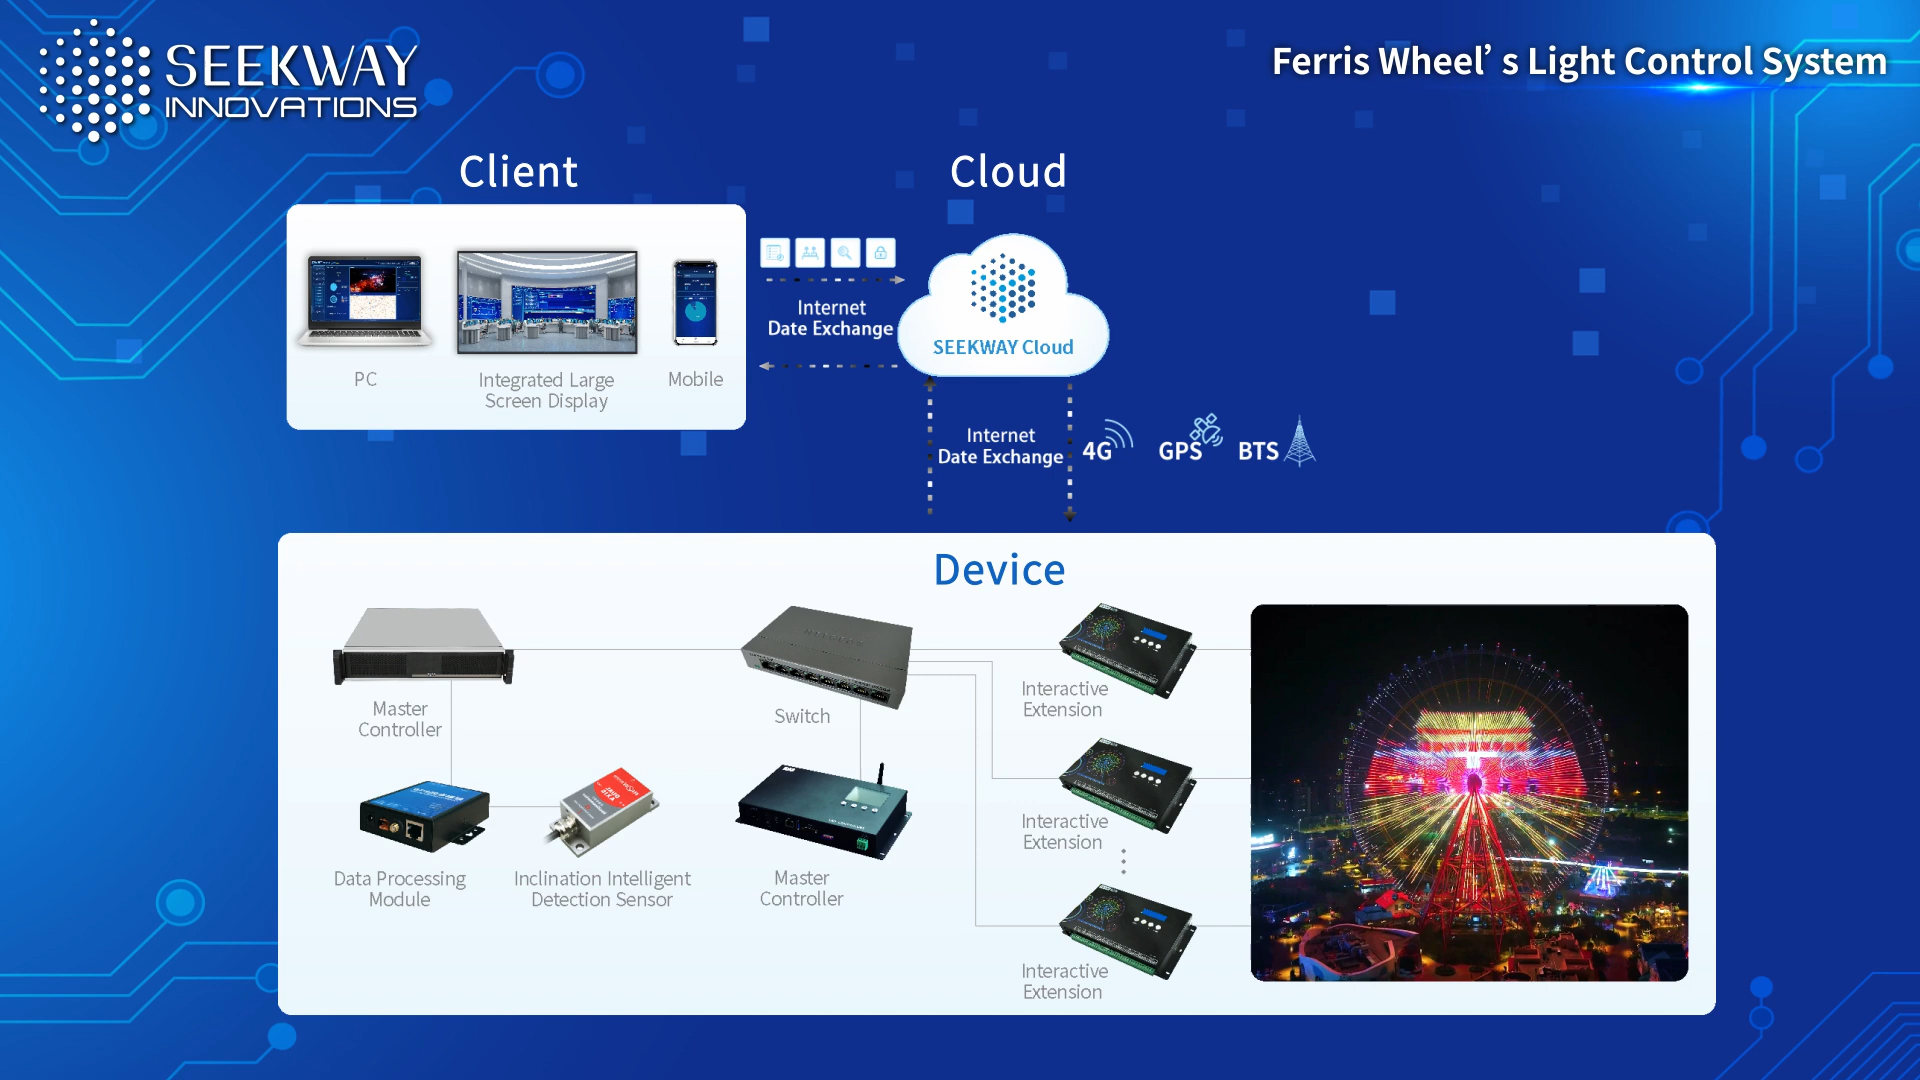 SEEKWAY
INNOVATIONS
Ferris Wheel’s Light Control System
Client
Cloud
PC
Integrated Large
Screen Display
Mobile
Internet
Date Exchange
SEEKWAY Cloud
Internet
Date Exchange
4G
GPS
BTS
Device
Master
Controller
Switch
Interactive
Extension
Interactive
Extension
Data Processing
Module
Inclination Intelligent
Detection Sensor
Master
Controller
Interactive
Extension